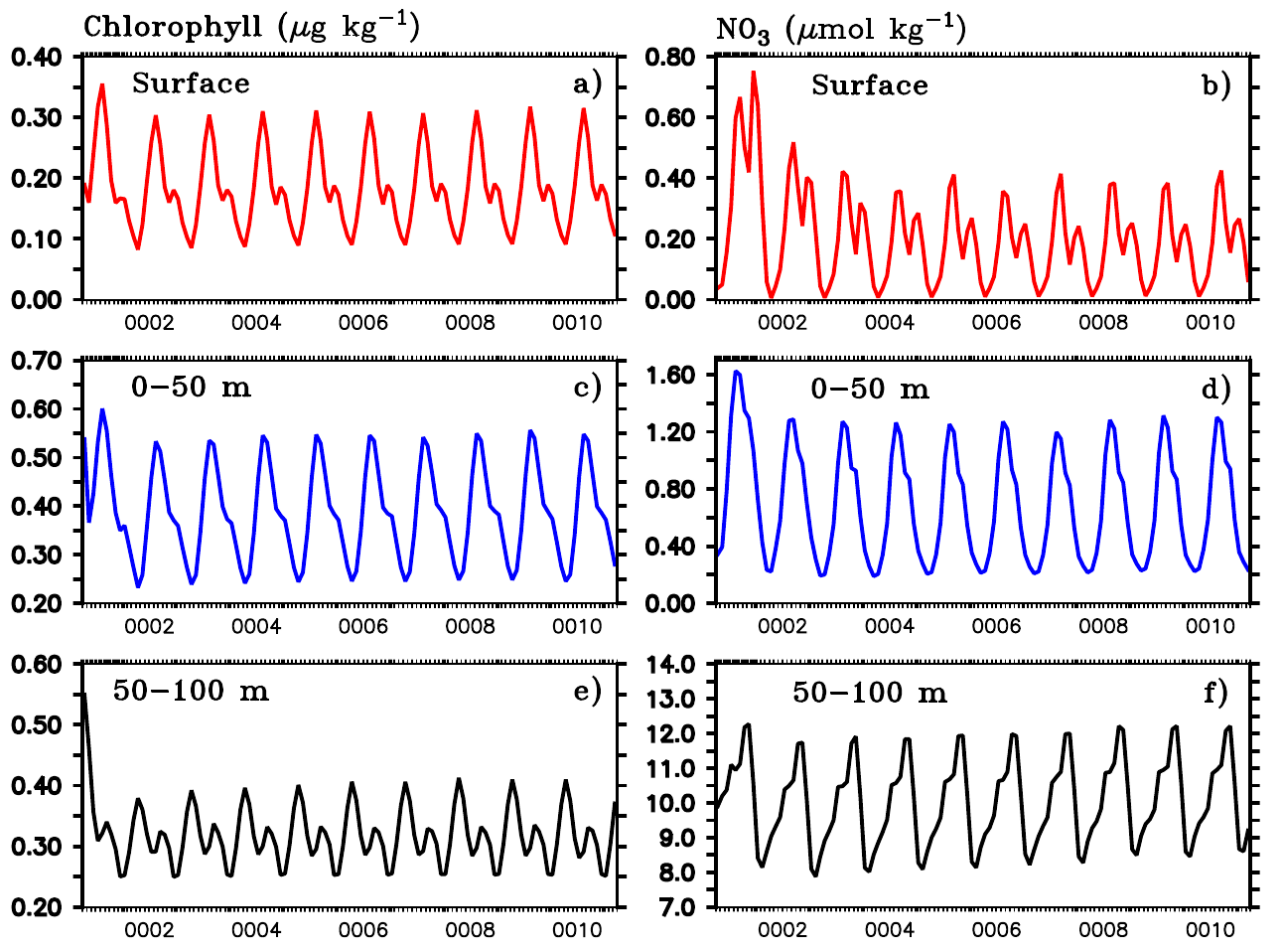 Chlorophyll (μg kg⁻¹)
NO₃ (μmol kg⁻¹)
0.40
Surface
a)
0.30
0.20
0.10
0.00
0002 0004 0006 0008 0010
0.80
Surface
b)
0.60
0.40
0.20
0.00
0002 0004 0006 0008 0010
0.70
0−50 m
c)
0.60
0.50
0.40
0.30
0.20
0002 0004 0006 0008 0010
1.60
0−50 m
d)
1.20
0.80
0.40
0.00
0002 0004 0006 0008 0010
0.60
50−100 m
e)
0.50
0.40
0.30
0.20
0002 0004 0006 0008 0010
14.0
50−100 m
f)
13.0
12.0
11.0
10.0
9.0
8.0
7.0
0002 0004 0006 0008 0010